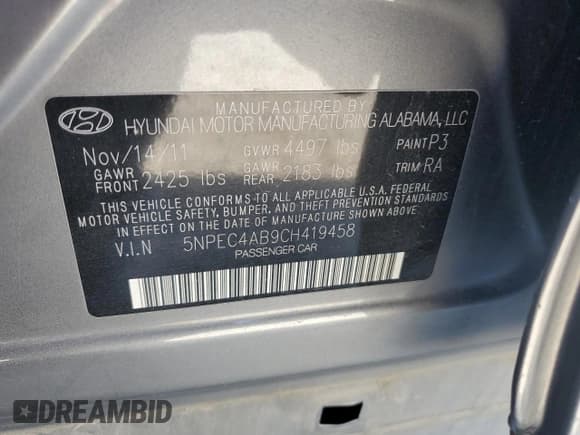 MANUFACTURED BY
HYUNDAI MOTOR MANUFACTURING ALABAMA, LLC
Nov/14/11 GVWR 4497 lbs PAINT P3
GAWR FRONT 2425 lbs GAWR REAR 2183 lbs TRIM RA
THIS VEHICLE CONFORMS TO ALL APPLICABLE U.S.A. FEDERAL
MOTOR VEHICLE SAFETY, BUMPER, AND THEFT PREVENTION STANDARDS
IN EFFECT ON THE DATE OF MANUFACTURE SHOWN ABOVE.
V.I.N 5NPEC4AB9CH419458
PASSENGER CAR
DREAMBID